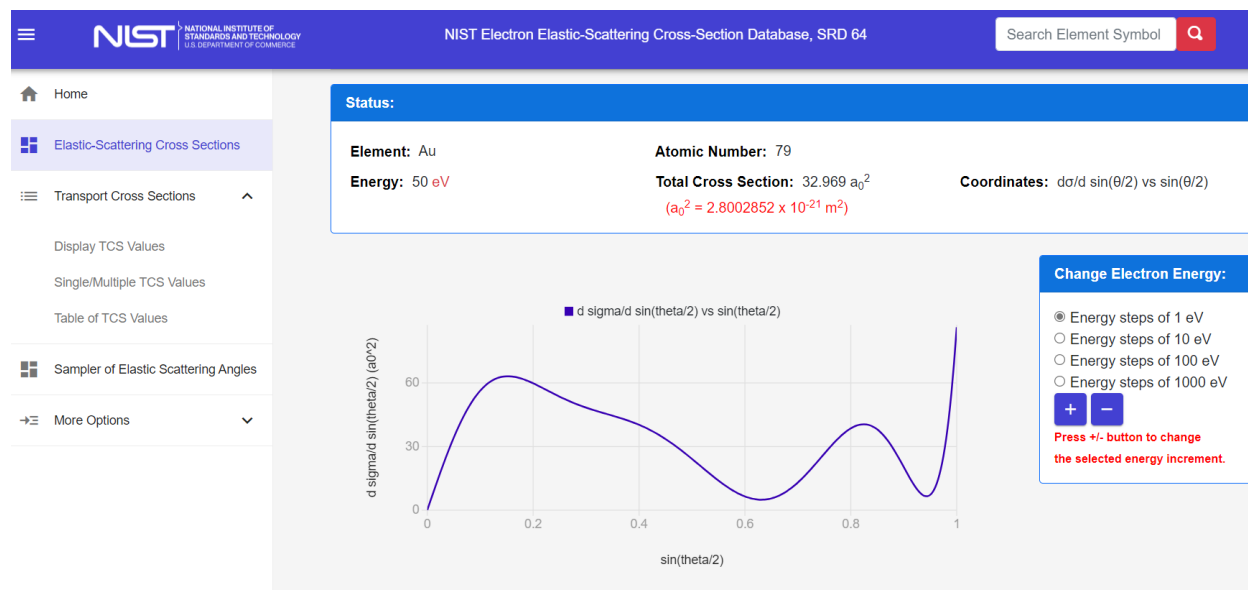 NIST NATIONAL INSTITUTE OF
STANDARDS AND TECHNOLOGY
U.S. DEPARTMENT OF COMMERCE
NIST Electron Elastic-Scattering Cross-Section Database, SRD 64
Search Element Symbol
Home
Elastic-Scattering Cross Sections
Transport Cross Sections
Display TCS Values
Single/Multiple TCS Values
Table of TCS Values
Sampler of Elastic Scattering Angles
More Options
Status:
Element: Au
Atomic Number: 79
Energy: 50 eV
Total Cross Section: 32.969 a₀²
Coordinates: dσ/d sin(θ/2) vs sin(θ/2)
(a₀² = 2.8002852 x 10⁻²¹ m²)
d sigma/d sin(theta/2) vs sin(theta/2)
d sigma/d sin(theta/2) (a0^2)
60
30
0
0 0.2 0.4 0.6 0.8 1
sin(theta/2)
Change Electron Energy:
Energy steps of 1 eV
Energy steps of 10 eV
Energy steps of 100 eV
Energy steps of 1000 eV
+ −
Press +/- button to change
the selected energy increment.